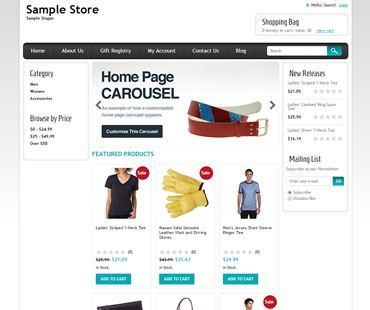 Sample Store
Sample Slogan
Hello, Guest! Login
Shopping Bag
0 item(s) in cart / total: $0 View cart
Home About Us Gift Registry My Account Contact Us Blog
Category
Men
Women
Accessories
Browse by Price
$0 - $24.99
$25 - $49.99
Over $50
Home Page
CAROUSEL
An example of how a customizable
home page carousel appears.
Customize This Carousel
FEATURED PRODUCTS
Sale
Ladies' Striped V-Neck Tee
(0)
$25.95 $21.05
In Stock.
ADD TO CART
Sale
Genuine
Leather Work and Driving
Gloves
(0)
$43.99 $35.63
In Stock.
ADD TO CART
Men's Jersey Short Sleeve
Ringer Tee
(0)
$24.99
In Stock.
ADD TO CART
Sale
New Releases
Ladies' Striped V-Neck Tee
$21.05
Ladies' Combed Ring Spun
Tee
$25.99
Ladies' Sheer V-Neck Tee
$16.19
Mailing List
Subscribe to our Newsletter:
Enter your e-mail GO
Subscribe
Unsubscribe